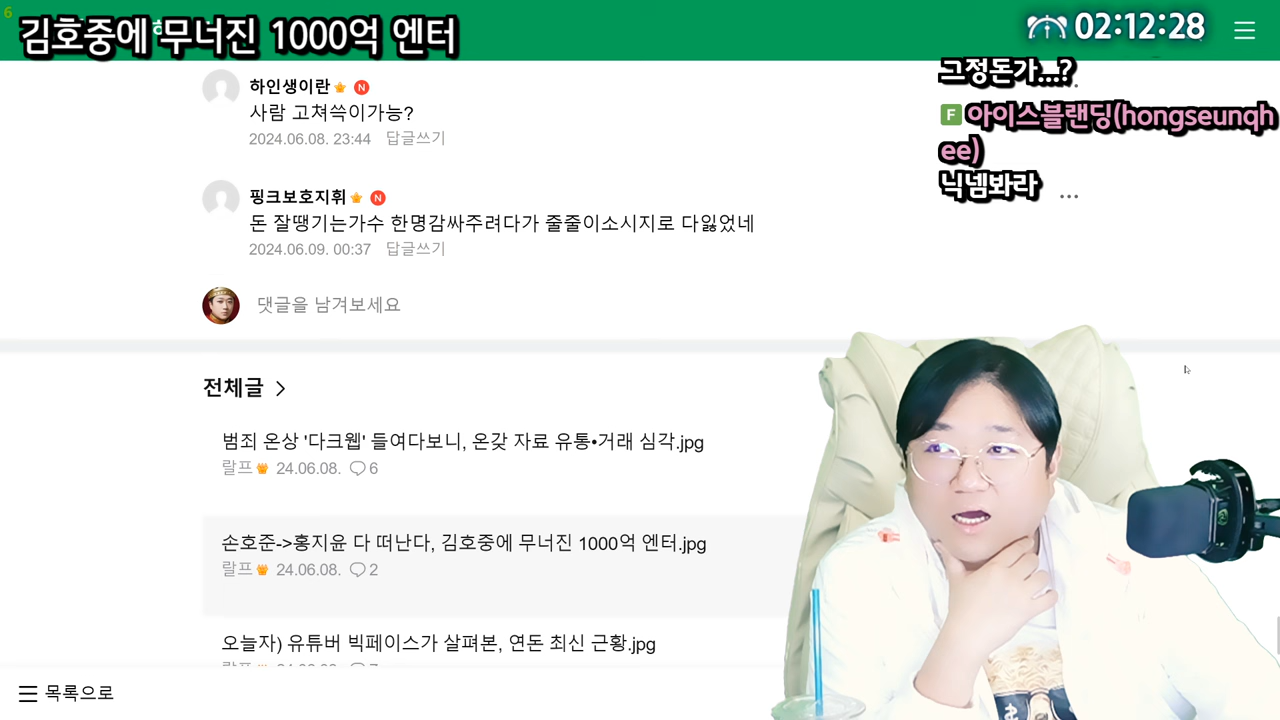 6
김호중에 무너진 1000억 엔터
02:12:28
그정돈가...?
F 아이스블랜딩(hongseunqh
ee)
닉넴봐라
하인생이란 N
사람 고쳐쓱이가능?
2024.06.08. 23:44 답글쓰기
핑크보호지휘 N
돈 잘땡기는가수 한명감싸주려다가 줄줄이소시지로 다잃었네
2024.06.09. 00:37 답글쓰기
댓글을 남겨보세요
전체글 >
범죄 온상 '다크웹' 들여다보니, 온갖 자료 유통•거래 심각.jpg
랄프 24.06.08. 6
손호준->홍지윤 다 떠난다, 김호중에 무너진 1000억 엔터.jpg
랄프 24.06.08. 2
오늘자) 유튜버 빅페이스가 살펴본, 연돈 최신 근황.jpg
목록으로